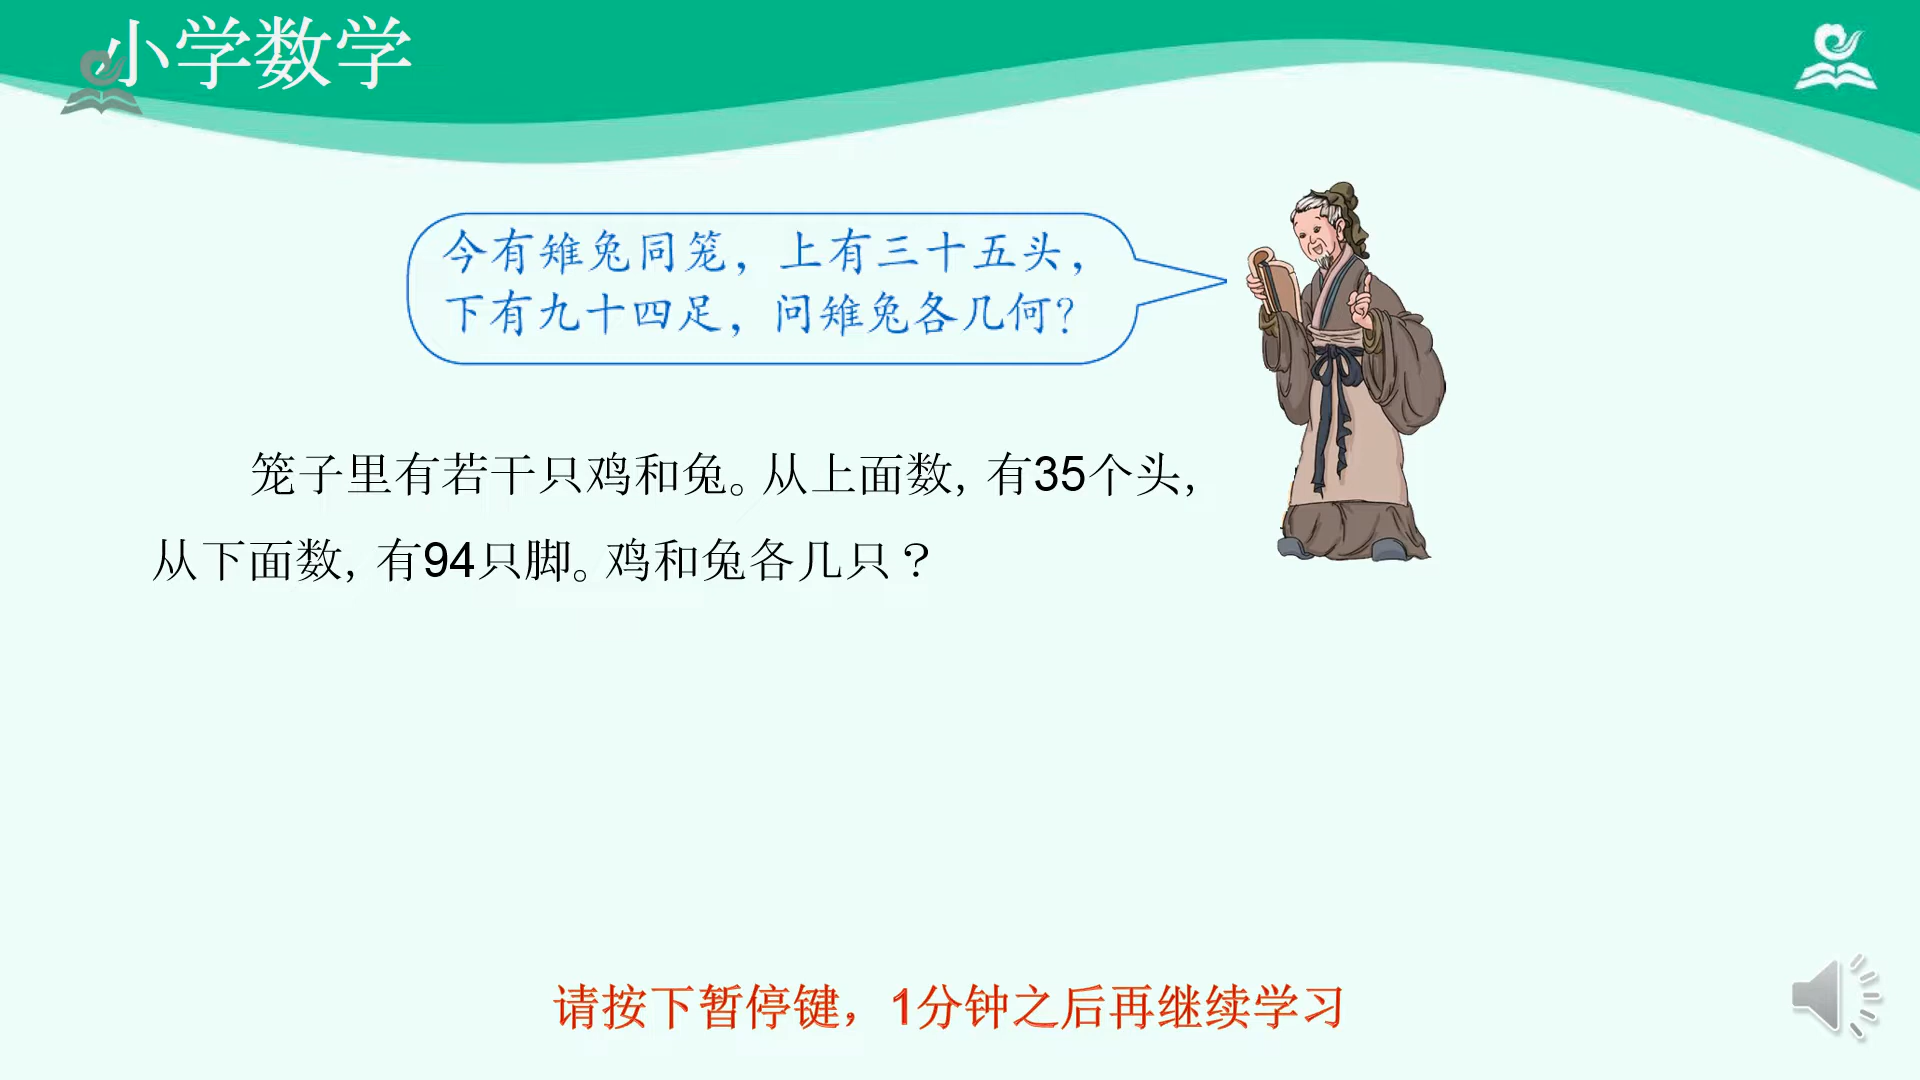 小学数学
今有雉兔同笼，上有三十五头，
下有九十四足，问雉兔各几何？
笼子里有若干只鸡和兔。从上面数，有35个头，
从下面数，有94只脚。鸡和兔各几只？
请按下暂停键，1分钟之后再继续学习